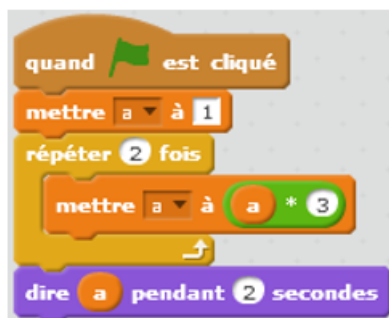 quand est cliqué
mettre a à 1
répéter 2 fois
mettre a à a * 3
dire a pendant 2 secondes